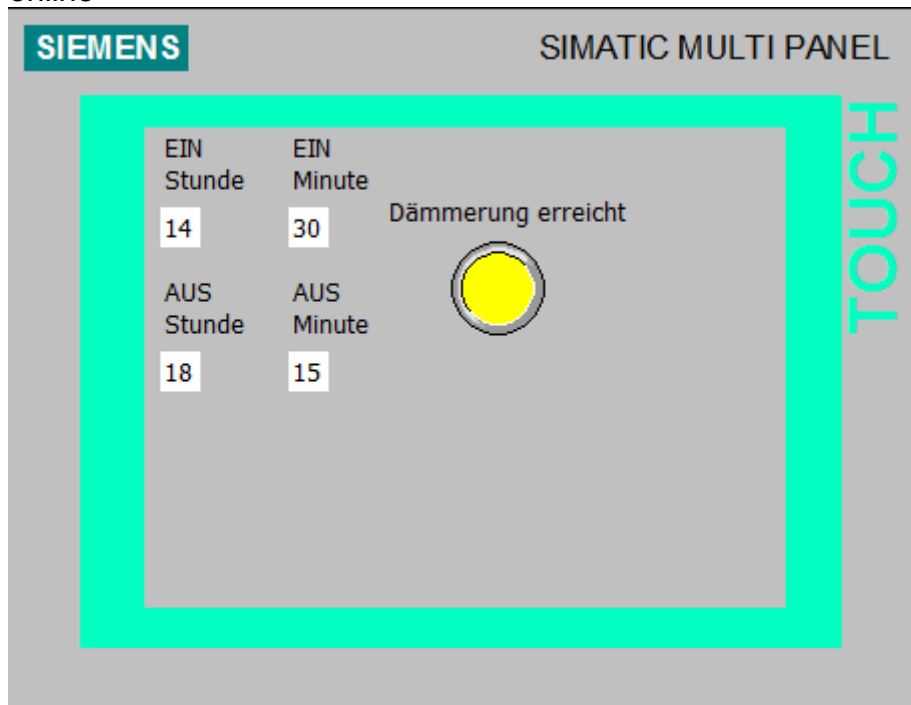 SIEMENS
SIMATIC MULTI PANEL
TOUCH
EIN Stunde
EIN Minute
14
30
Dämmerung erreicht
AUS Stunde
AUS Minute
18
15